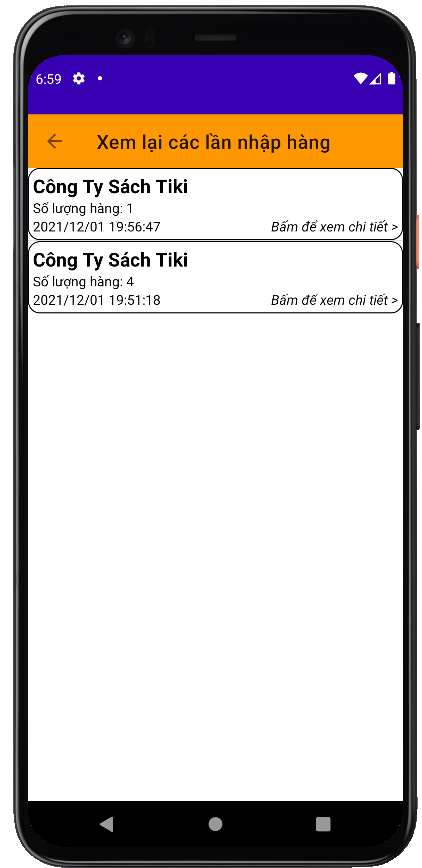 6:59
Xem lại các lần nhập hàng
Công Ty Sách Tiki
Số lượng hàng: 1
2021/12/01 19:56:47 Bấm để xem chi tiết >
Công Ty Sách Tiki
Số lượng hàng: 4
2021/12/01 19:51:18 Bấm để xem chi tiết >